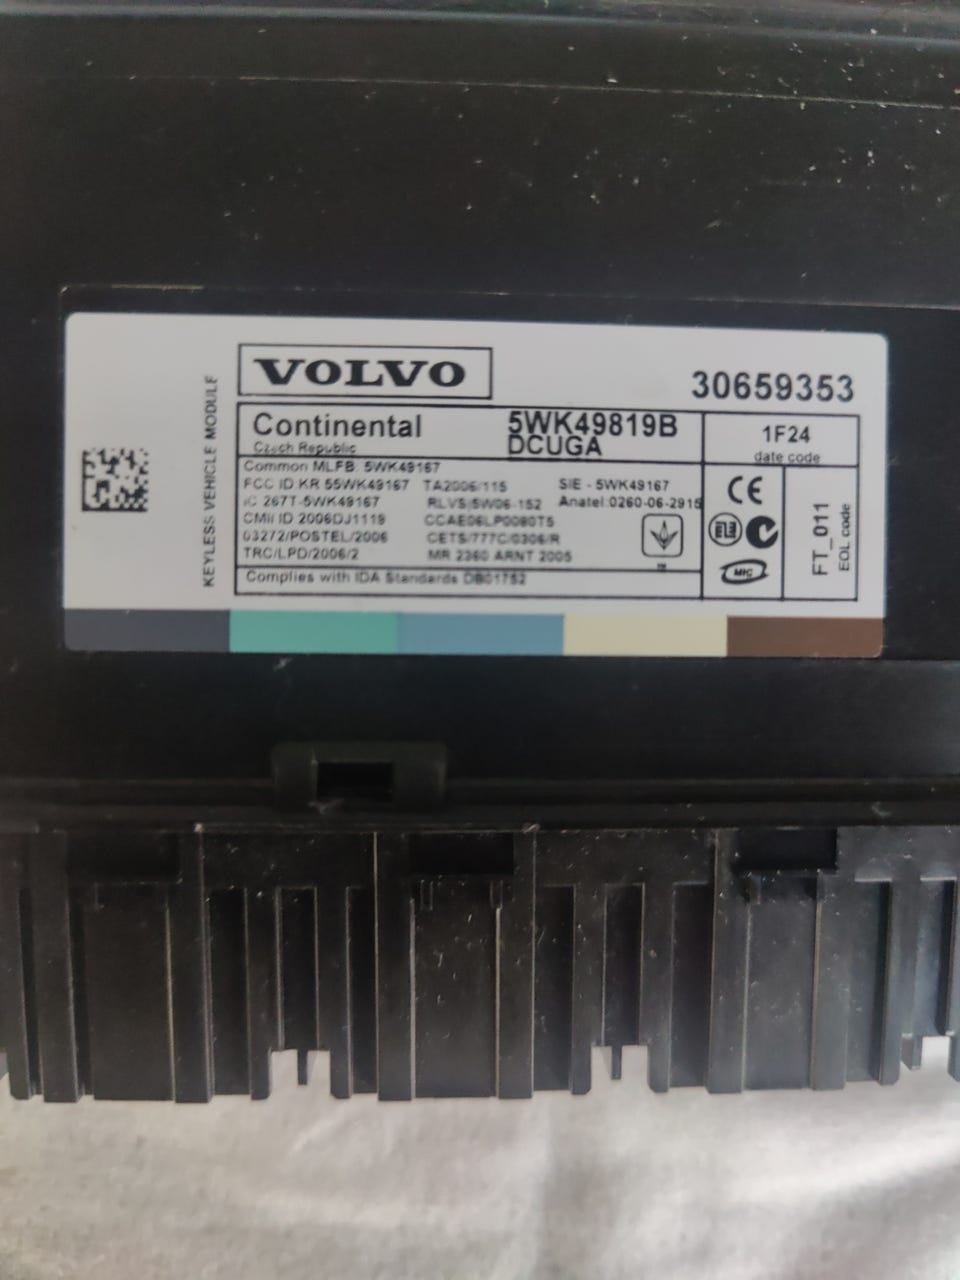 VOLVO
30659353
KEYLESS VEHICLE MODULE
Continental
Czech Republic
5WK49819B
DCUGA
1F24
date code
Common MLFB: 5WK49167
FCC ID KR 55WK49167 TA2006/115 SIE - 5WK49167
IC 267T-5WK49167 RLVS|5W06-152 Anatel:0260-06-2915
CMII ID 2006DJ1119 CCAE06LP0080T5
03272/POSTEL/2006 CETS/777C/0306/R
TRC/LPD/2006/2 MR 2360 ARNT 2005
Complies with IDA Standards DB01752
CE
MIC
FT_011
EOL code